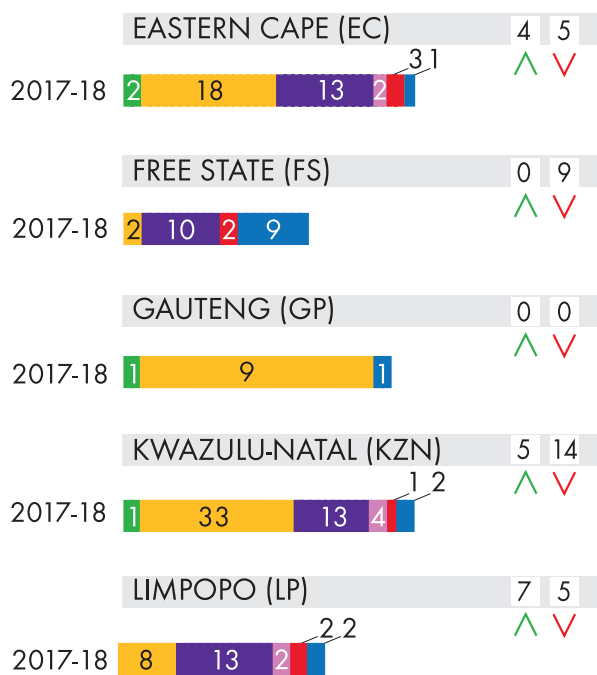 EASTERN CAPE (EC) 4 5
3 1
2017-18 2 18 13 2
FREE STATE (FS) 0 9
2017-18 2 10 2 9
GAUTENG (GP) 0 0
2017-18 1 9 1
KWAZULU-NATAL (KZN) 5 14
1 2
2017-18 1 33 13 4
LIMPOPO (LP) 7 5
2 2
2017-18 8 13 2